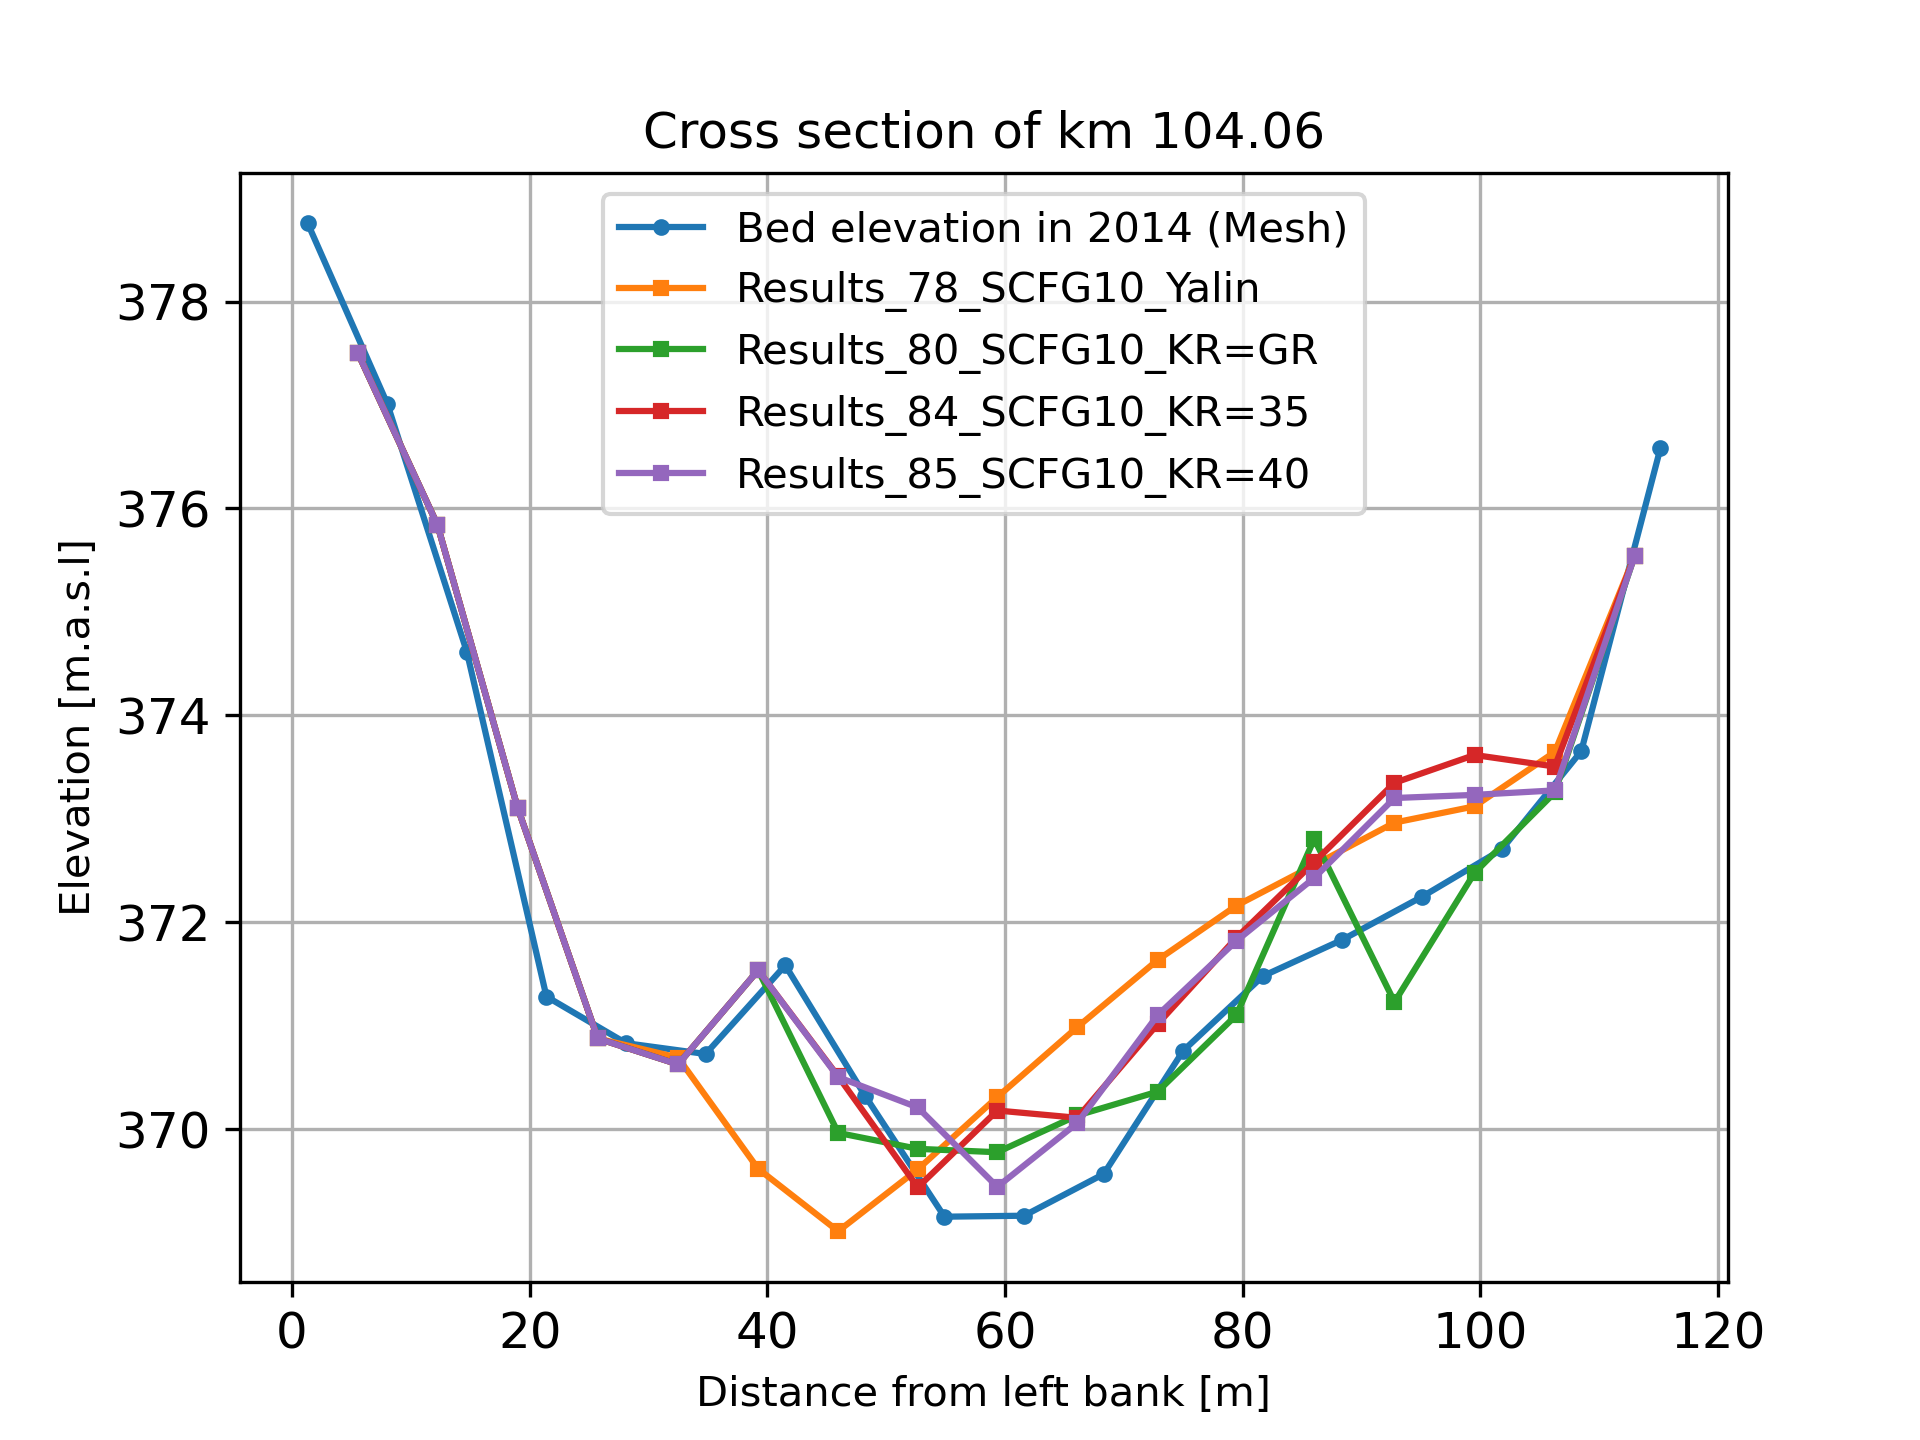 Cross section of km 104.06
Bed elevation in 2014 (Mesh)
Results_78_SCFG10_Yalin
Results_80_SCFG10_KR=GR
Results_84_SCFG10_KR=35
Results_85_SCFG10_KR=40
378
376
374
372
370
Elevation [m.a.s.l]
0 20 40 60 80 100 120
Distance from left bank [m]